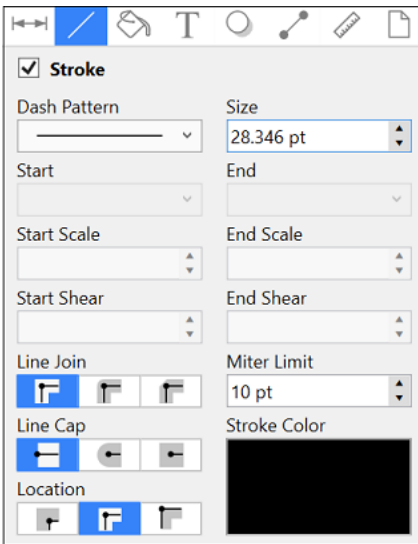 T
Stroke
Dash Pattern
Size
28.346 pt
Start
End
Start Scale
End Scale
Start Shear
End Shear
Line Join
Miter Limit
10 pt
Line Cap
Stroke Color
Location